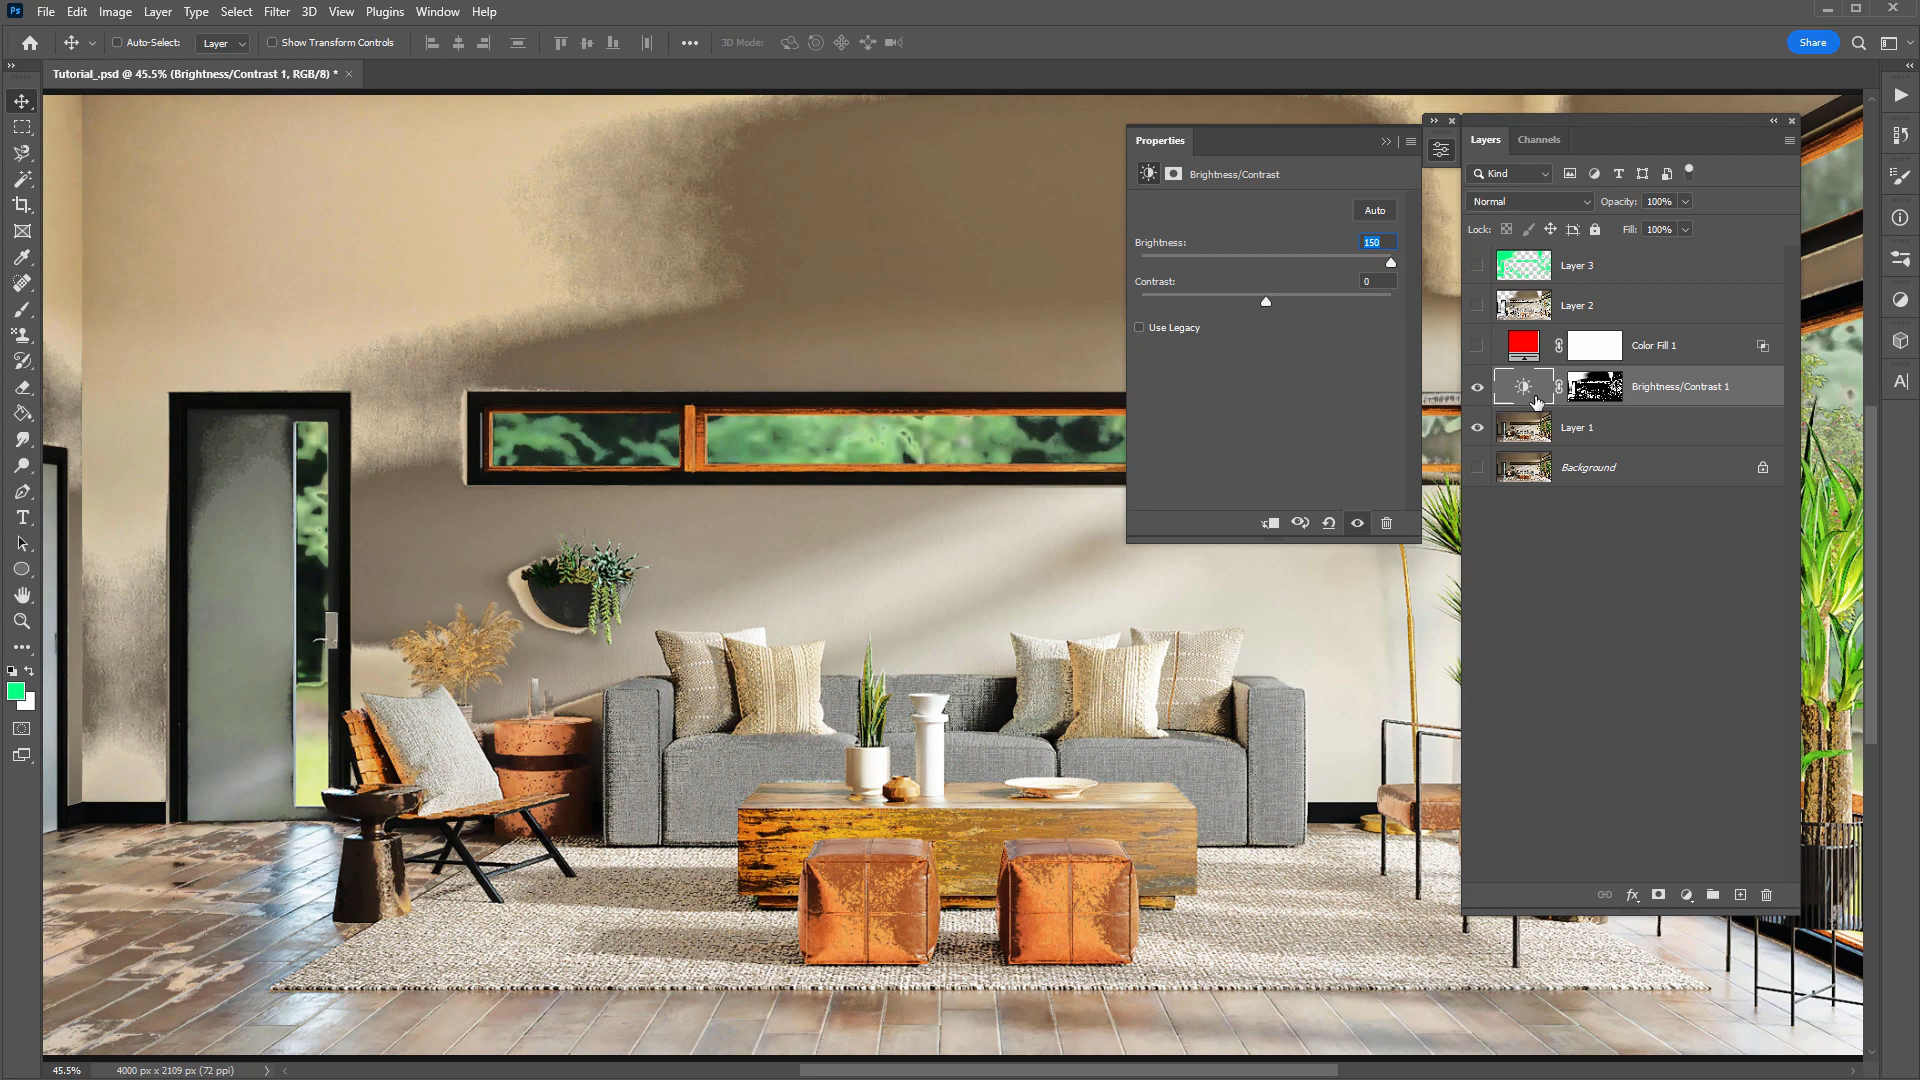 Ps File Edit Image Layer Type Select Filter 3D View Plugins Window Help
Auto-Select: Layer Show Transform Controls 3D Mode: Share
Tutorial_.psd @ 45.5% (Brightness/Contrast 1, RGB/8) *
Properties
Brightness/Contrast
Auto
Brightness: 150
Contrast: 0
Use Legacy
Layers Channels
Kind
Normal Opacity: 100%
Lock: Fill: 100%
Layer 3
Layer 2
Color Fill 1
Brightness/Contrast 1
Layer 1
Background
fx
45.5% 4000 px x 2109 px (72 ppi)